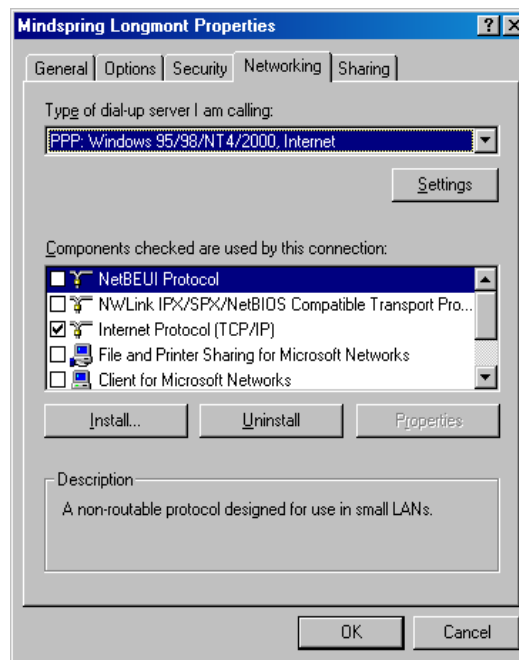 Mindspring Longmont Properties
General Options Security Networking Sharing
Type of dial-up server I am calling:
PPP: Windows 95/98/NT4/2000, Internet
Settings
Components checked are used by this connection:
NetBEUI Protocol
NWLink IPX/SPX/NetBIOS Compatible Transport Pro...
Internet Protocol (TCP/IP)
File and Printer Sharing for Microsoft Networks
Client for Microsoft Networks
Install... Uninstall Properties
Description
A non-routable protocol designed for use in small LANs.
OK Cancel